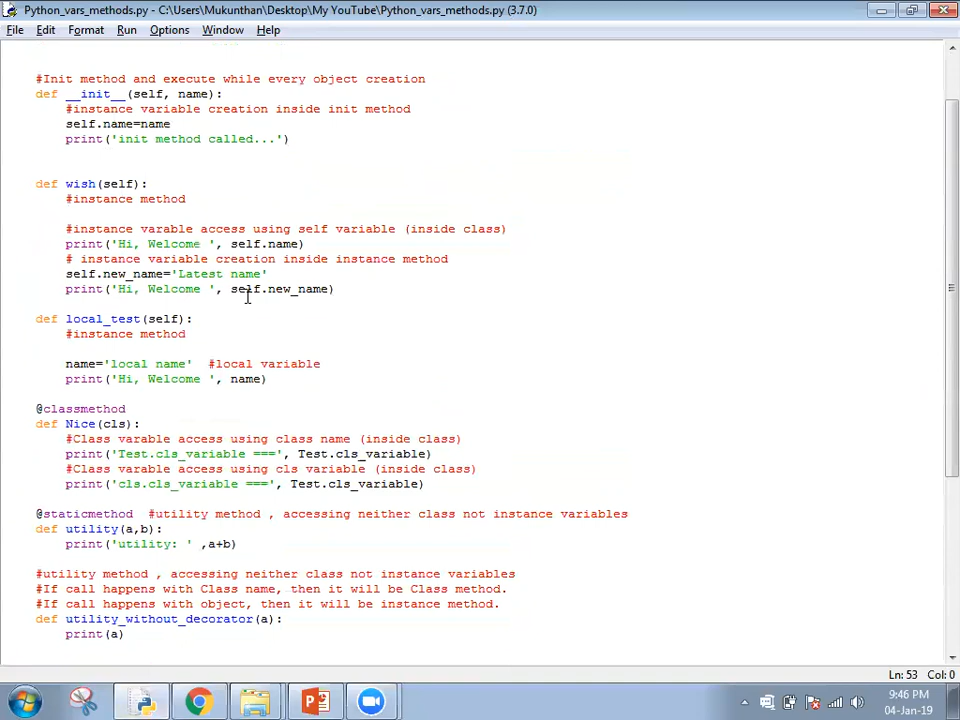 Python_vars_methods.py - C:\Users\Mukunthan\Desktop\My YouTube\Python_vars_methods.py (3.7.0)
File Edit Format Run Options Window Help
#Init method and execute while every object creation
def __init__(self, name):
#instance variable creation inside init method
self.name=name
print('init method called...')
def wish(self):
#instance method
#instance varable access using self variable (inside class)
print('Hi, Welcome ', self.name)
# instance variable creation inside instance method
self.new_name='Latest name'
print('Hi, Welcome ', self.new_name)
def local_test(self):
#instance method
name='local name'  #local variable
print('Hi, Welcome ', name)
@classmethod
def Nice(cls):
#Class varable access using class name (inside class)
print('Test.cls_variable ===', Test.cls_variable)
#Class varable access using cls variable (inside class)
print('cls.cls_variable ===', Test.cls_variable)
@staticmethod  #utility method , accessing neither class not instance variables
def utility(a,b):
print('utility: ' ,a+b)
#utility method , accessing neither class not instance variables
#If call happens with Class name, then it will be Class method.
#If call happens with object, then it will be instance method.
def utility_without_decorator(a):
print(a)
Ln: 53 Col: 0
9:46 PM
04-Jan-19